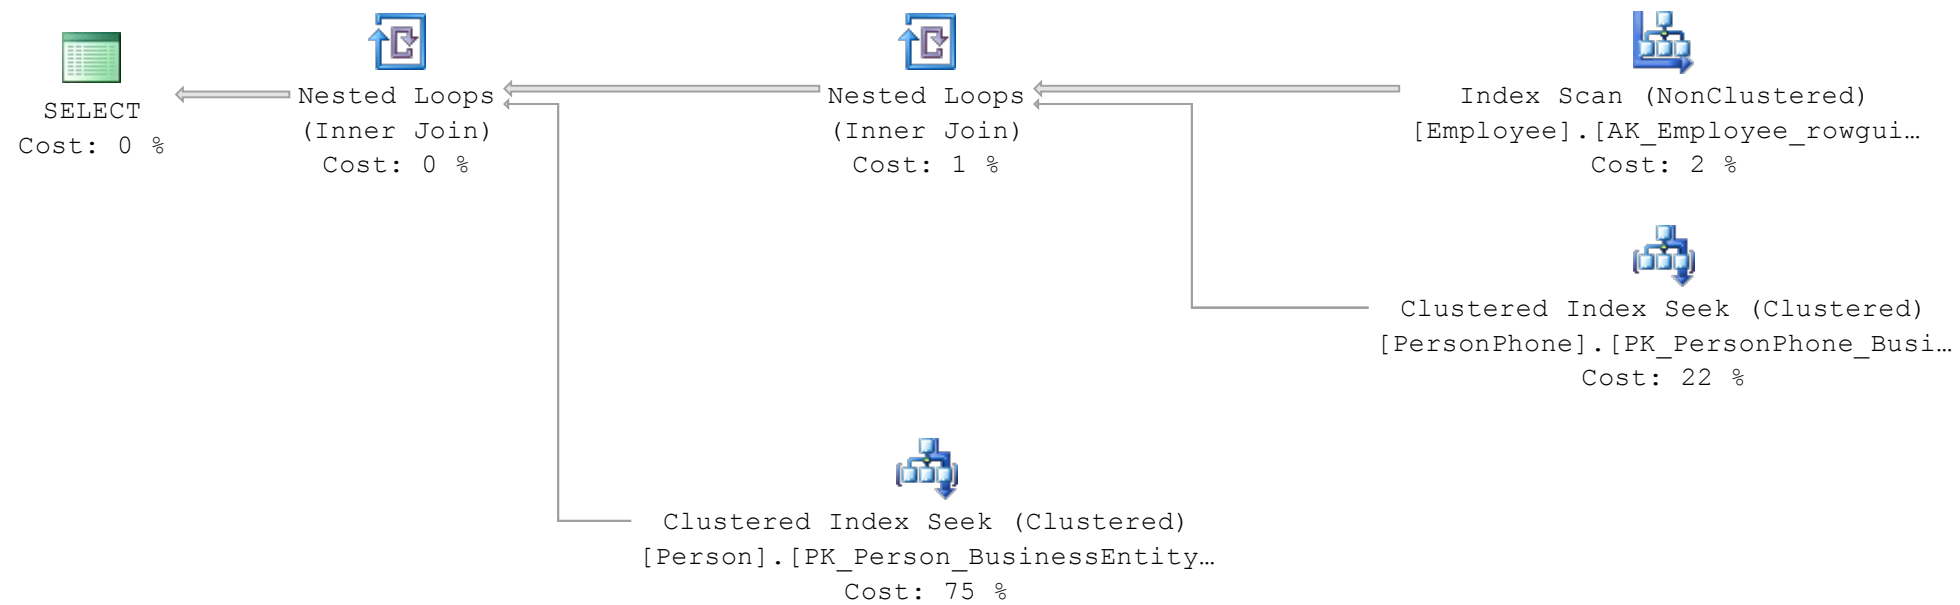 SELECT
Cost: 0 %
Nested Loops
(Inner Join)
Cost: 0 %
Nested Loops
(Inner Join)
Cost: 1 %
Index Scan (NonClustered)
[Employee].[AK_Employee_rowgui…
Cost: 2 %
Clustered Index Seek (Clustered)
[PersonPhone].[PK_PersonPhone_Busi…
Cost: 22 %
Clustered Index Seek (Clustered)
[Person].[PK_Person_BusinessEntity…
Cost: 75 %